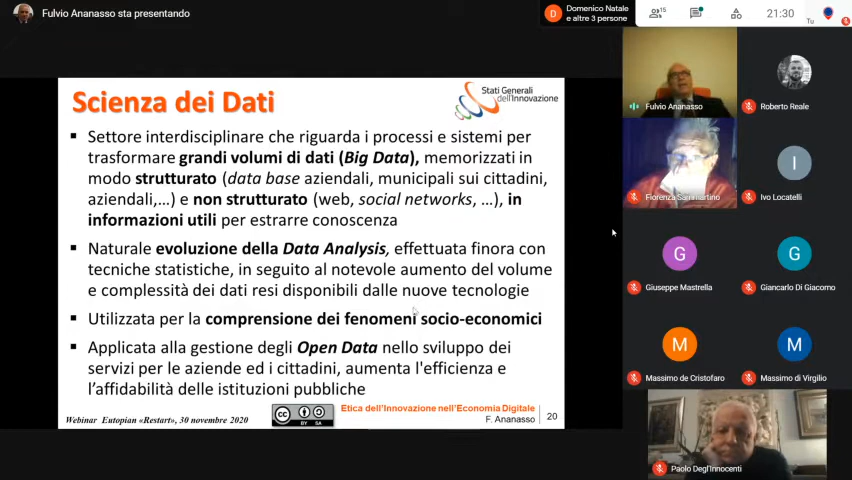 Fulvio Ananasso sta presentando
D
Domenico Natale
e altre 3 persone
15
21:30
Tu
Scienza dei Dati
Stati Generali
dell'Innovazione
▪ Settore interdisciplinare che riguarda i processi e sistemi per
trasformare grandi volumi di dati (Big Data), memorizzati in
modo strutturato (data base aziendali, municipali sui cittadini,
aziendali,...) e non strutturato (web, social networks, ...), in
informazioni utili per estrarre conoscenza
▪ Naturale evoluzione della Data Analysis, effettuata finora con
tecniche statistiche, in seguito al notevole aumento del volume
e complessità dei dati resi disponibili dalle nuove tecnologie
▪ Utilizzata per la comprensione dei fenomeni socio-economici
▪ Applicata alla gestione degli Open Data nello sviluppo dei
servizi per le aziende ed i cittadini, aumenta l'efficienza e
l'affidabilità delle istituzioni pubbliche
Webinar Eutopian «Restart», 30 novembre 2020
cc
BY SA
Etica dell'Innovazione nell'Economia Digitale
F. Ananasso
20
Fulvio Ananasso
Roberto Reale
Fiorenza Sammartino
I
Ivo Locatelli
G
Giuseppe Mastrella
G
Giancarlo Di Giacomo
M
Massimo de Cristofaro
M
Massimo di Virgilio
Paolo Degl'Innocenti